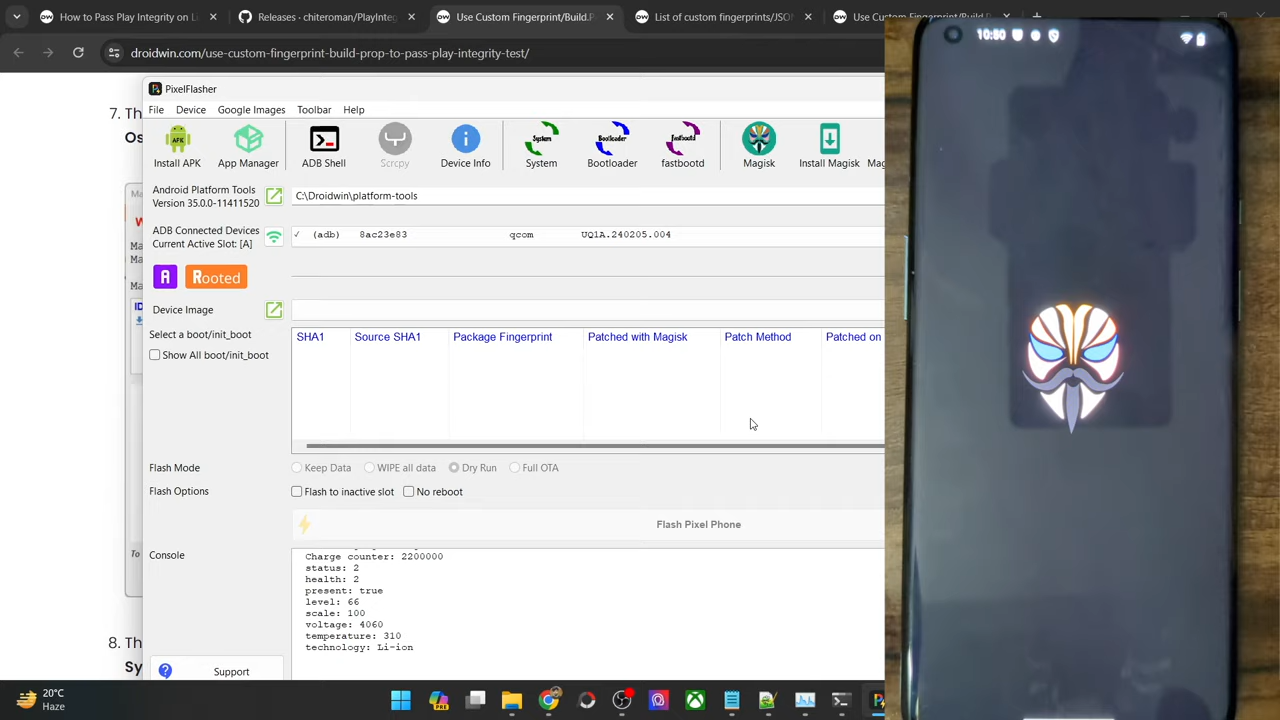 How to Pass Play Integrity on L
Releases · chiteroman/PlayInte
Use Custom Fingerprint/Build.P
List of custom fingerprints/JSO
Use Custom Fingerprint/Build.P
droidwin.com/use-custom-fingerprint-build-prop-to-pass-play-integrity-test/
10:50
7. Th
Os
PixelFlasher
File Device Google Images Toolbar Help
Install APK App Manager ADB Shell Scrcpy Device Info System Bootloader fastbootd Magisk Install Magisk Mag
Android Platform Tools
Version 35.0.0-11411520
C:\Droidwin\platform-tools
ADB Connected Devices
Current Active Slot: [A]
✓ (adb) 8ac23e83 qcom UQ1A.240205.004
A Rooted
Device Image
Select a boot/init_boot
Show All boot/init_boot
SHA1 Source SHA1 Package Fingerprint Patched with Magisk Patch Method Patched on
Flash Mode
Keep Data WIPE all data Dry Run Full OTA
Flash Options
Flash to inactive slot No reboot
Flash Pixel Phone
Console
Charge counter: 2200000
status: 2
health: 2
present: true
level: 66
scale: 100
voltage: 4060
temperature: 310
technology: Li-ion
8. Th
Sy
Support
20°C
Haze